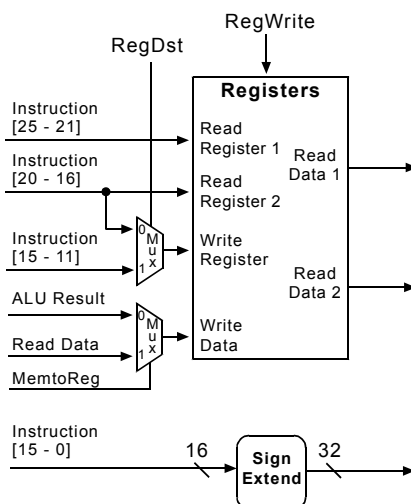 RegWrite
RegDst
Registers
Instruction
[25 - 21]
Read
Register 1
Read
Data 1
Instruction
[20 - 16]
Read
Register 2
0
M
u
x
1
Write
Register
Instruction
[15 - 11]
Read
Data 2
ALU Result
0
M
u
x
1
Write
Data
Read Data
MemtoReg
Instruction
[15 - 0]
16
Sign
Extend
32